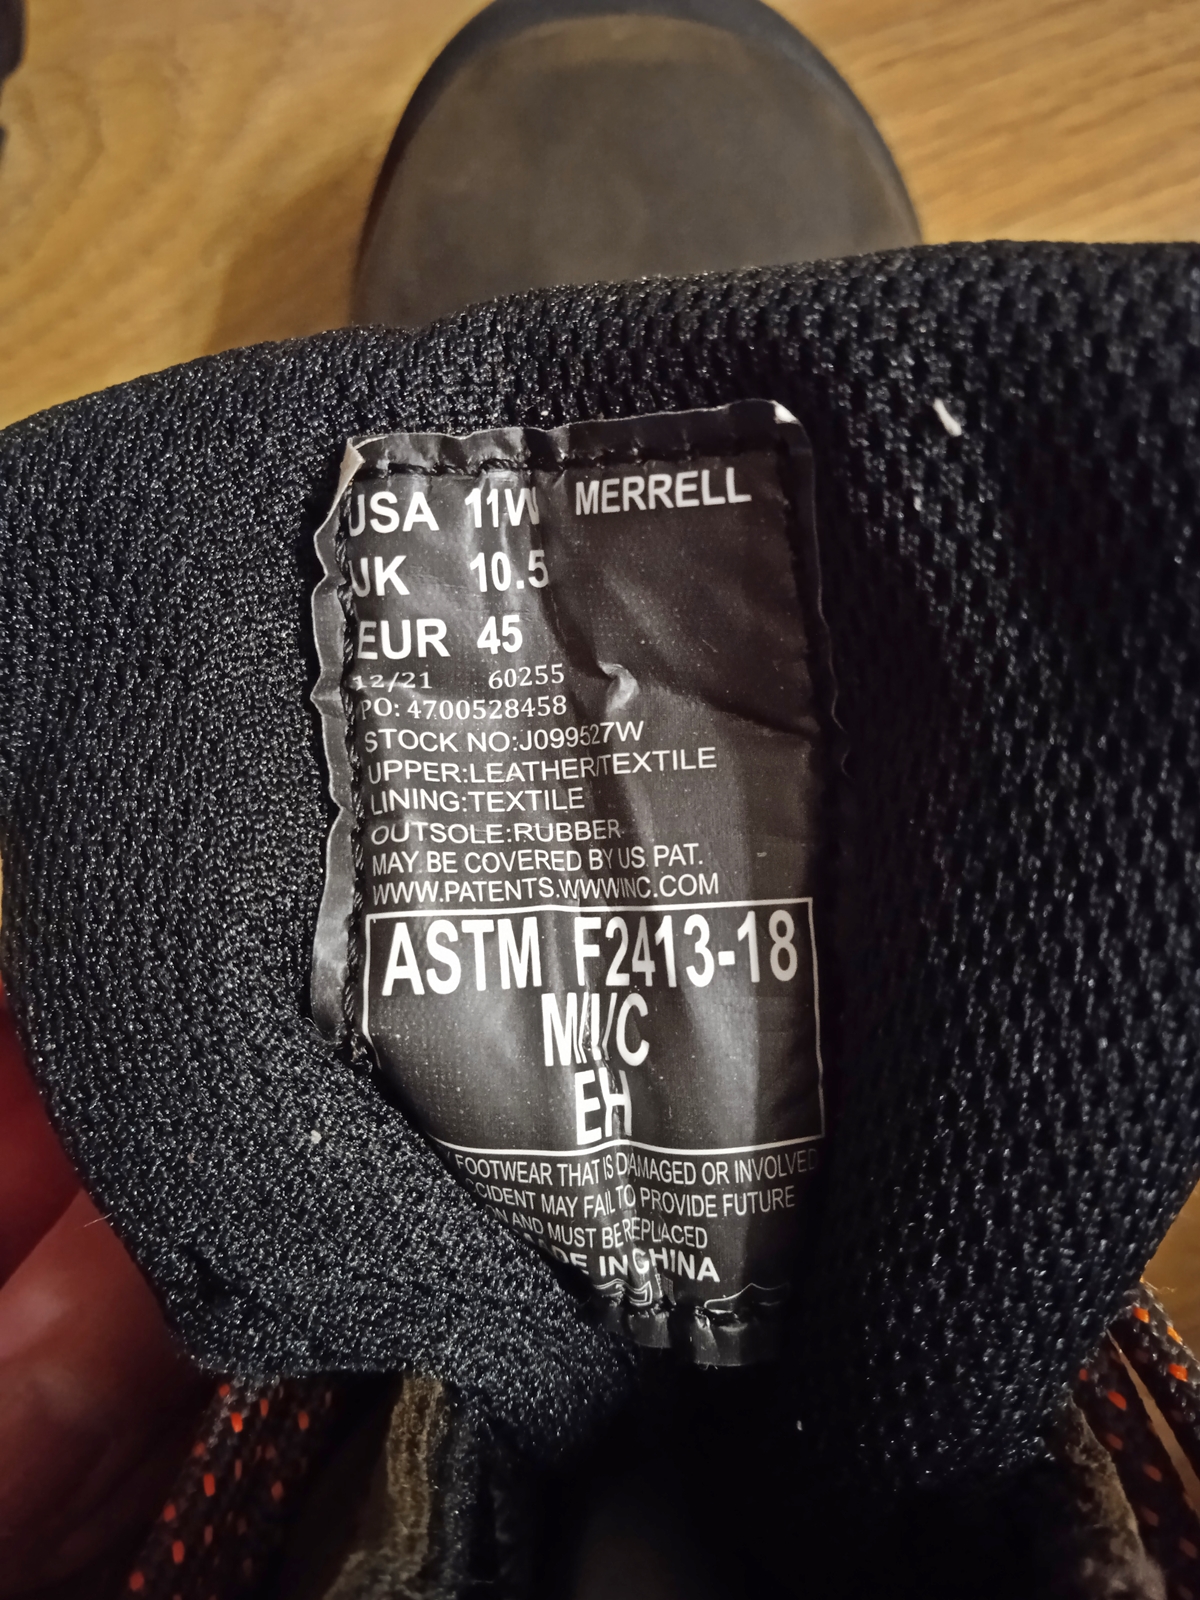 USA 11W MERRELL
UK 10.5
EUR 45
12/21 60255
PO: 4700528458
STOCK NO:J099527W
UPPER:LEATHER/TEXTILE
LINING:TEXTILE
OUTSOLE:RUBBER
MAY BE COVERED BY US PAT.
WWW.PATENTS.WWWINC.COM
ASTM F2413-18
M/I/C
EH
FOOTWEAR THAT IS DAMAGED OR INVOLVED
MAY FAIL TO PROVIDE FUTURE
AND MUST BE REPLACED
IN CHINA